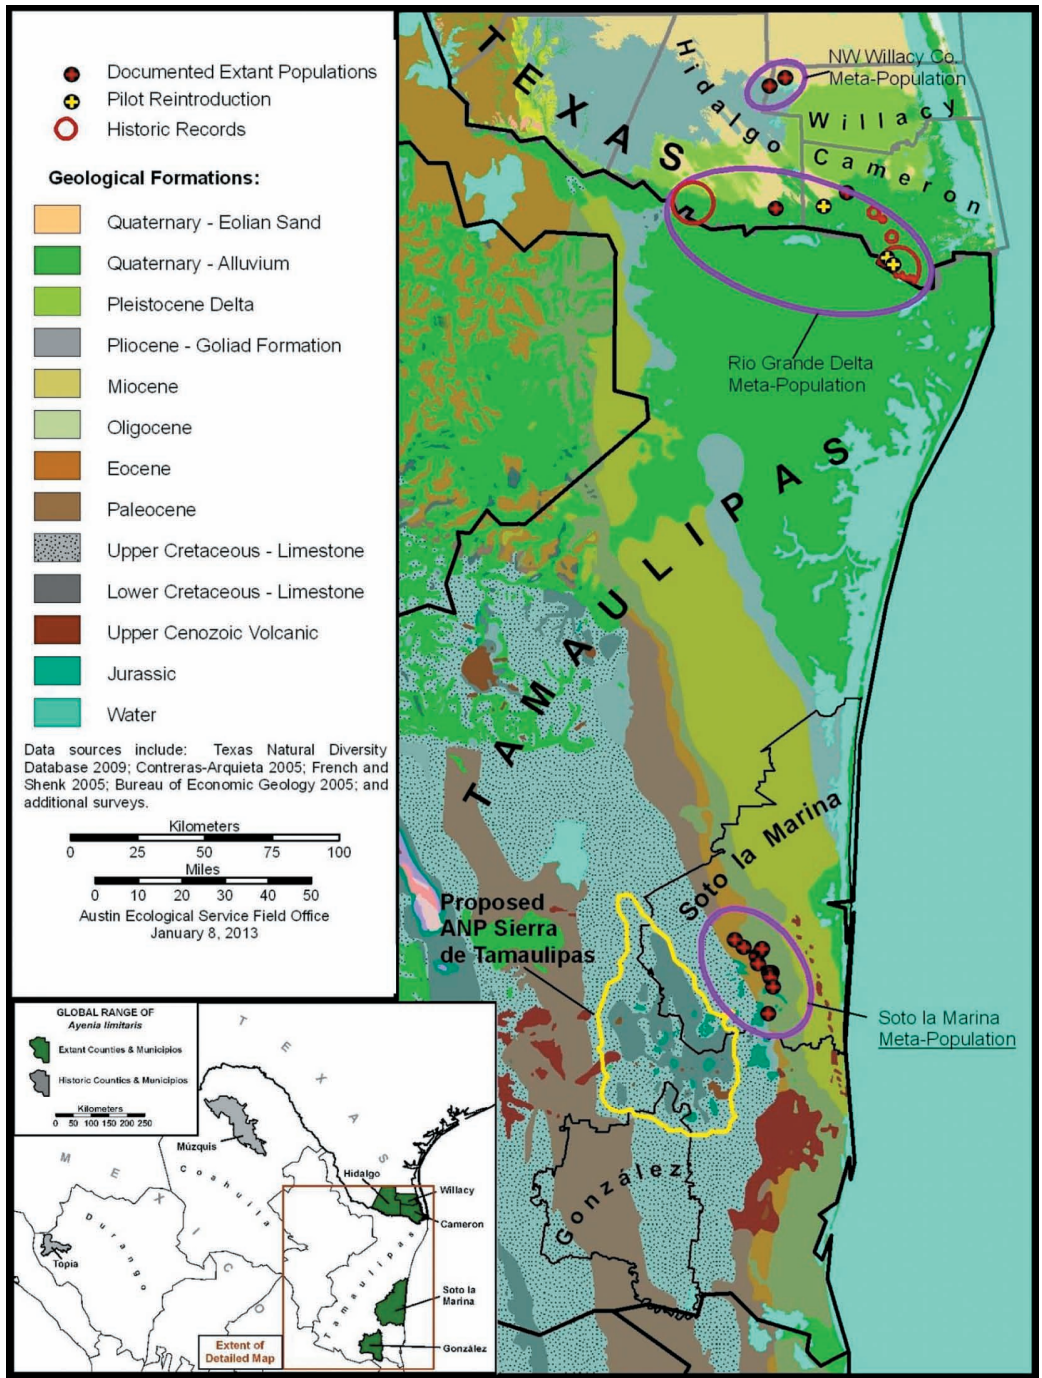 Documented Extant Populations
Pilot Reintroduction
Historic Records
Geological Formations:
Quaternary - Eolian Sand
Quaternary - Alluvium
Pleistocene Delta
Pliocene - Goliad Formation
Miocene
Oligocene
Eocene
Paleocene
Upper Cretaceous - Limestone
Lower Cretaceous - Limestone
Upper Cenozoic Volcanic
Jurassic
Water
Data sources include: Texas Natural Diversity
Database 2009; Contreras-Arquieta 2005; French and
Shenk 2005; Bureau of Economic Geology 2005; and
additional surveys.
Kilometers
0 25 50 75 100
Miles
0 10 20 30 40 50
Austin Ecological Service Field Office
January 8, 2013
TEXAS
Hidalgo
NW Willacy Co.
Meta-Population
Willacy
Cameron
Rio Grande Delta
Meta-Population
TAMAULIPAS
Soto la Marina
Proposed
ANP Sierra
de Tamaulipas
Soto la Marina
Meta-Population
González
GLOBAL RANGE OF
Ayenia limitaris
Extant Counties & Municipios
Historic Counties & Municipios
Kilometers
0 50 100 150 200 250
TEXAS
MEXICO
Múzquis
Coahuila
Hidalgo
Willacy
Cameron
Durango
Topia
Tamaulipas
Soto la
Marina
González
Extent of
Detailed Map